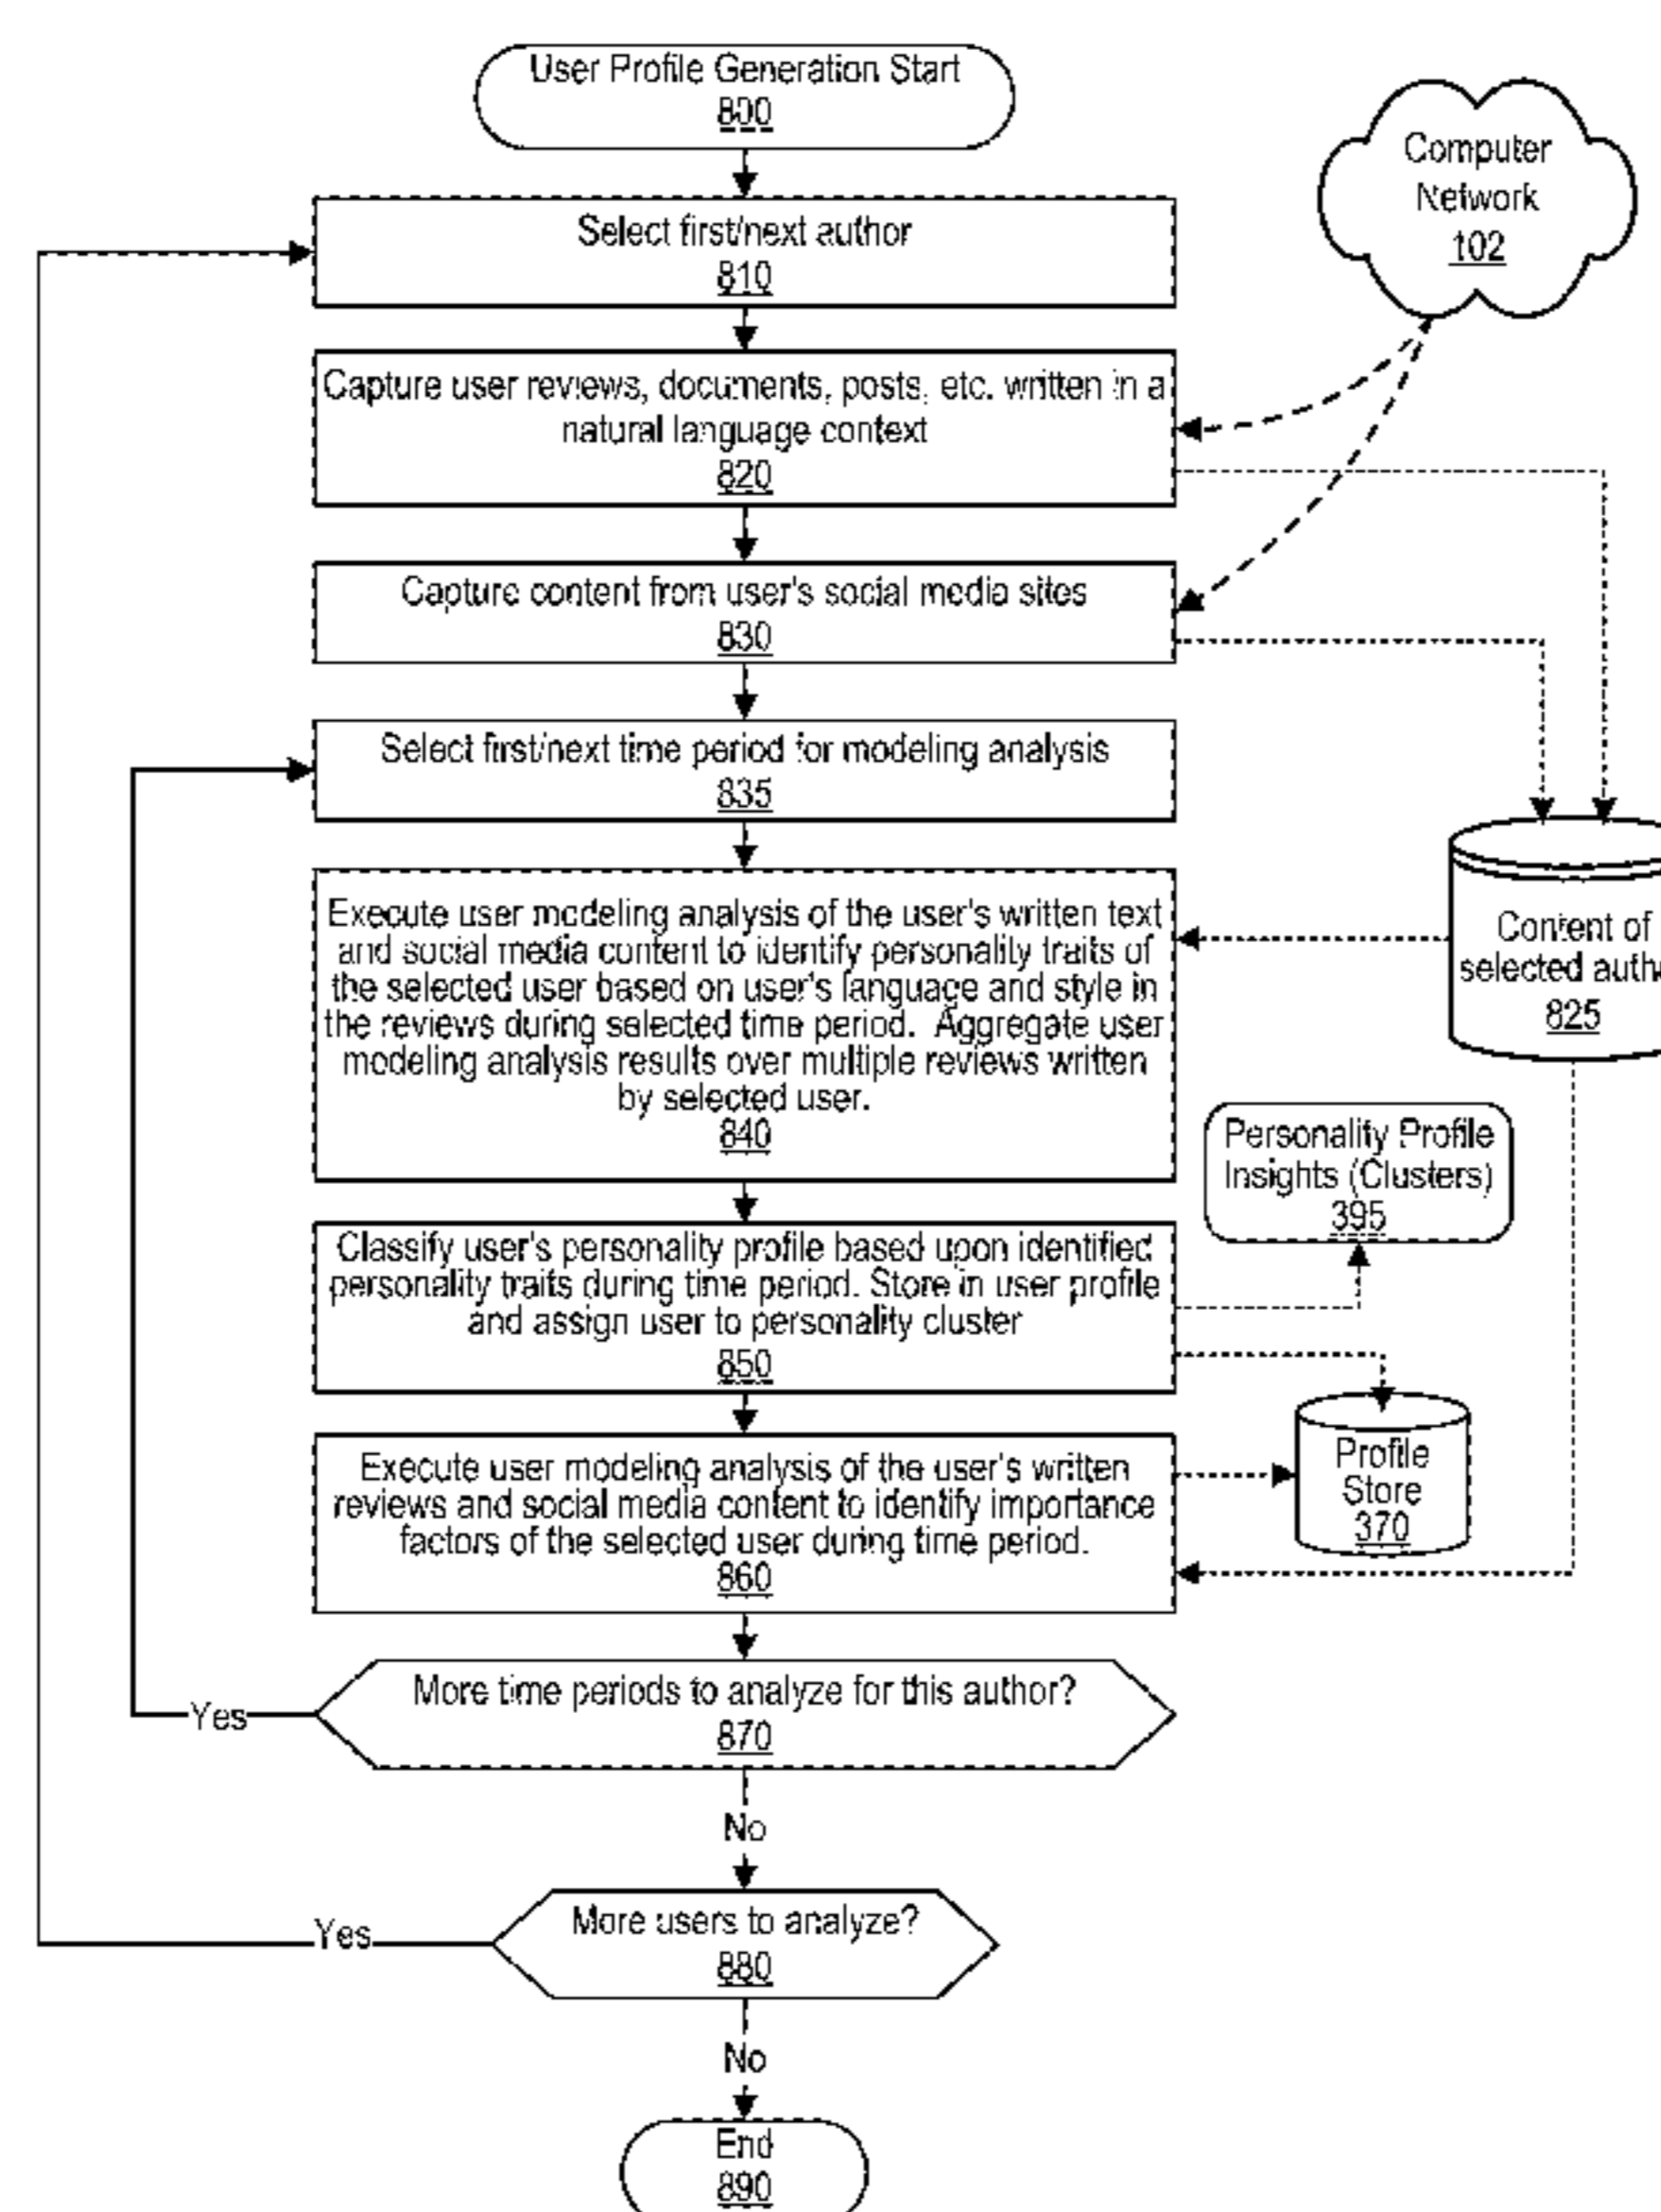 User Profile Generation Start
800
Computer
Network
102
Select first/next author
810
Capture user reviews, documents, posts, etc. written in a
natural language context
820
Capture content from user's social media sites
830
Select first/next time period for modeling analysis
835
Execute user modeling analysis of the user's written text
and social media content to identify personality traits of
the selected user based on user's language and style in
the reviews during selected time period. Aggregate user
modeling analysis results over multiple reviews written
by selected user.
840
Content of
selected
825
Personality Profile
Insights (Clusters)
395
Classify user's personality profile based upon identified
personality traits during time period. Store in user profile
and assign user to personality cluster
850
Execute user modeling analysis of the user's written
reviews and social media content to identify importance
factors of the selected user during time period.
860
Profile
Store
370
More time periods to analyze for this author?
870
Yes
No
More users to analyze?
880
Yes
No
End
890